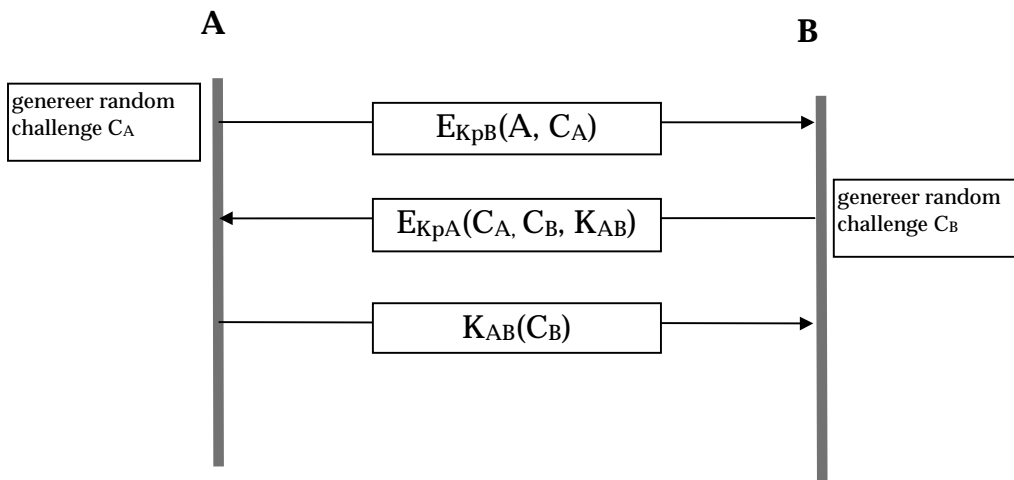 A
B
genereer random
challenge CA
EKpB(A, CA)
genereer random
challenge CB
EKpA(CA, CB, KAB)
KAB(CB)